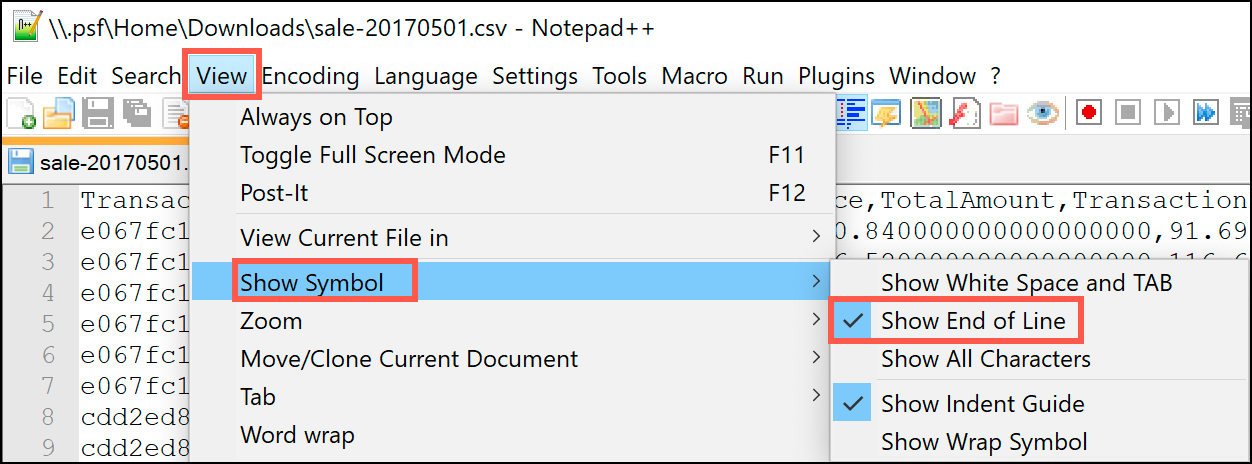 \\.psf\Home\Downloads\sale-20170501.csv - Notepad++
File Edit Search View Encoding Language Settings Tools Macro Run Plugins Window ?
Always on Top
Toggle Full Screen Mode F11
Post-It F12
View Current File in
Show Symbol
Zoom
Move/Clone Current Document
Tab
Word wrap
Show White Space and TAB
Show End of Line
Show All Characters
Show Indent Guide
Show Wrap Symbol
sale-20170501.
1 Transac ce,TotalAmount,Transaction
2 e067fc1 0.840000000000000000,91.69
3 e067fc1
4 e067fc1
5 e067fc1
6 e067fc1
7 e067fc1
8 cdd2ed8
9 cdd2ed8